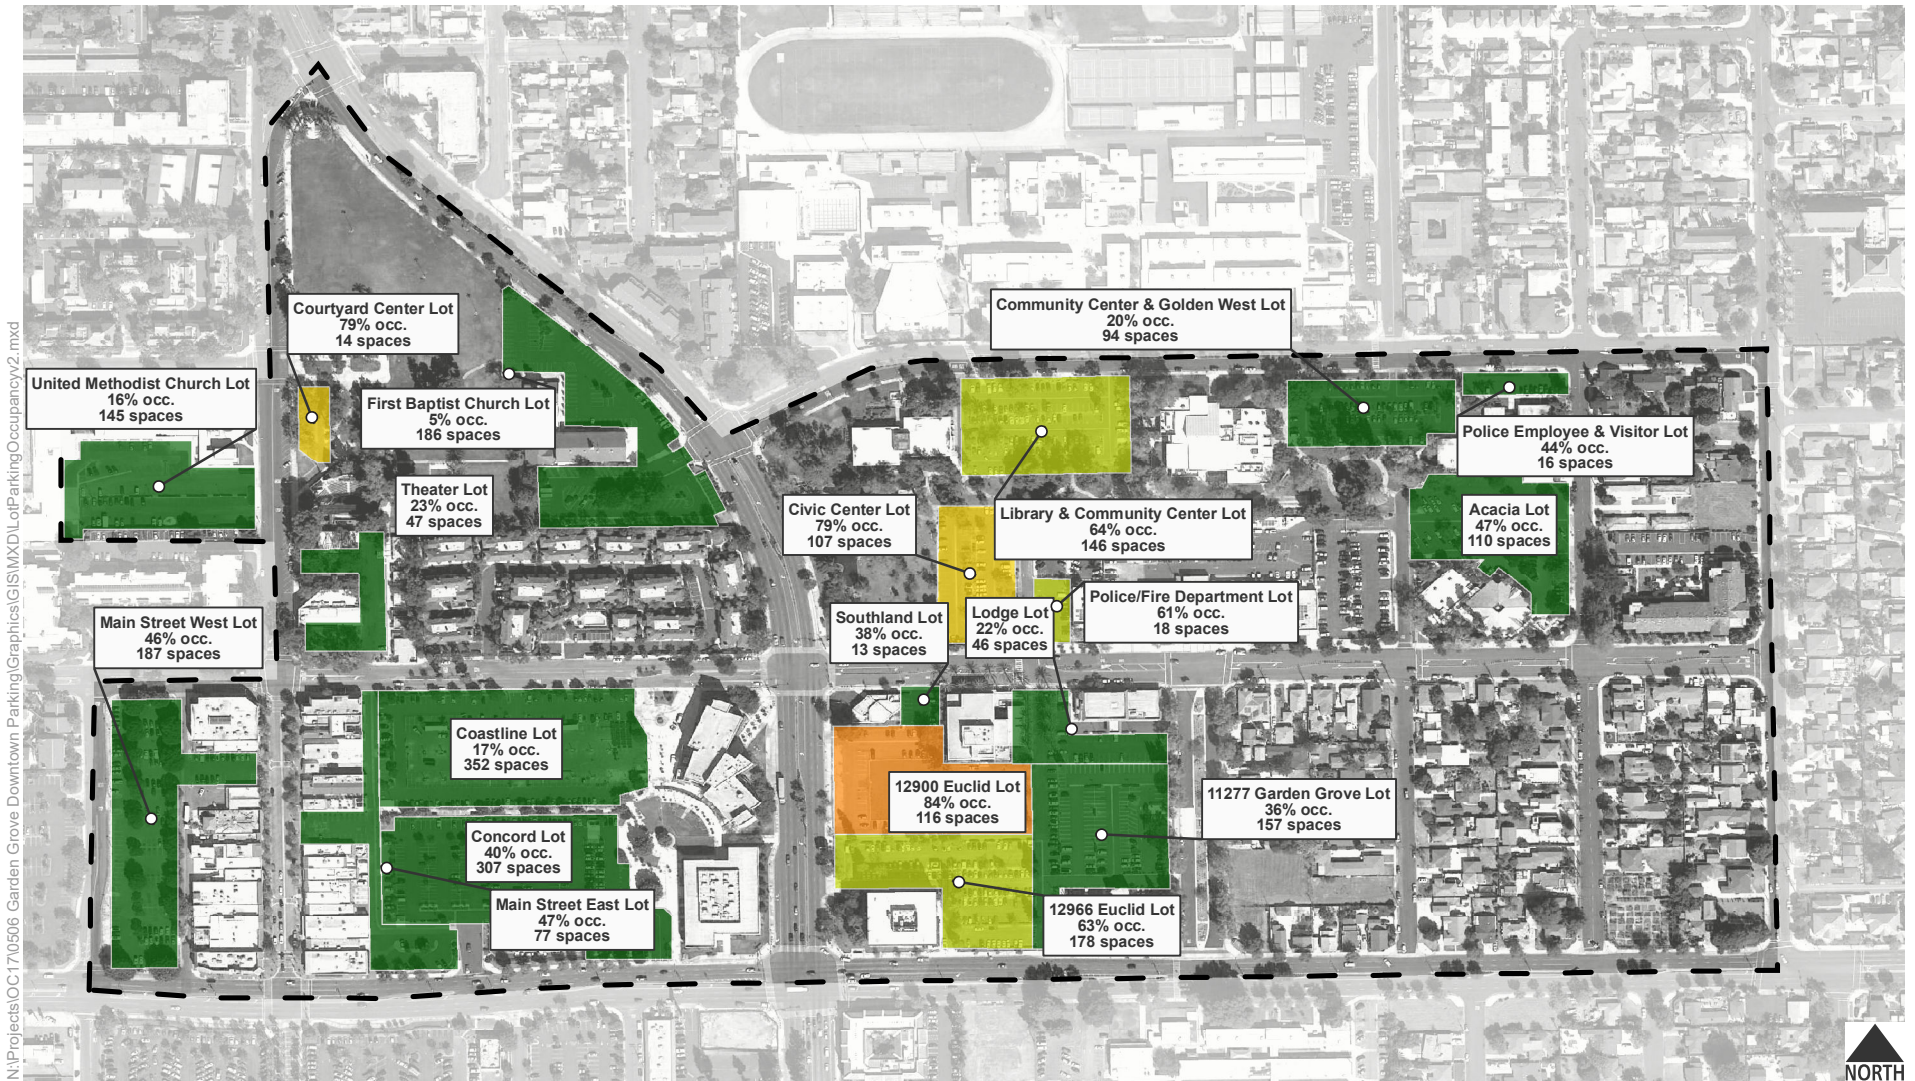 Community Center & Golden West Lot
20% occ.
94 spaces
Courtyard Center Lot
79% occ.
14 spaces
United Methodist Church Lot
16% occ.
145 spaces
First Baptist Church Lot
5% occ.
186 spaces
Police Employee & Visitor Lot
44% occ.
16 spaces
Theater Lot
23% occ.
47 spaces
Civic Center Lot
79% occ.
107 spaces
Library & Community Center Lot
64% occ.
146 spaces
Acacia Lot
47% occ.
110 spaces
Police/Fire Department Lot
61% occ.
18 spaces
Southland Lot
38% occ.
13 spaces
Lodge Lot
22% occ.
46 spaces
Main Street West Lot
46% occ.
187 spaces
Coastline Lot
17% occ.
352 spaces
12900 Euclid Lot
84% occ.
116 spaces
11277 Garden Grove Lot
36% occ.
157 spaces
Concord Lot
40% occ.
307 spaces
Main Street East Lot
47% occ.
77 spaces
12966 Euclid Lot
63% occ.
178 spaces
N:\Projects\OC17\0506 Garden Grove Downtown Parking\Graphics\GIS\MXD\LotParkingOccupancyv2.mxd
NORTH